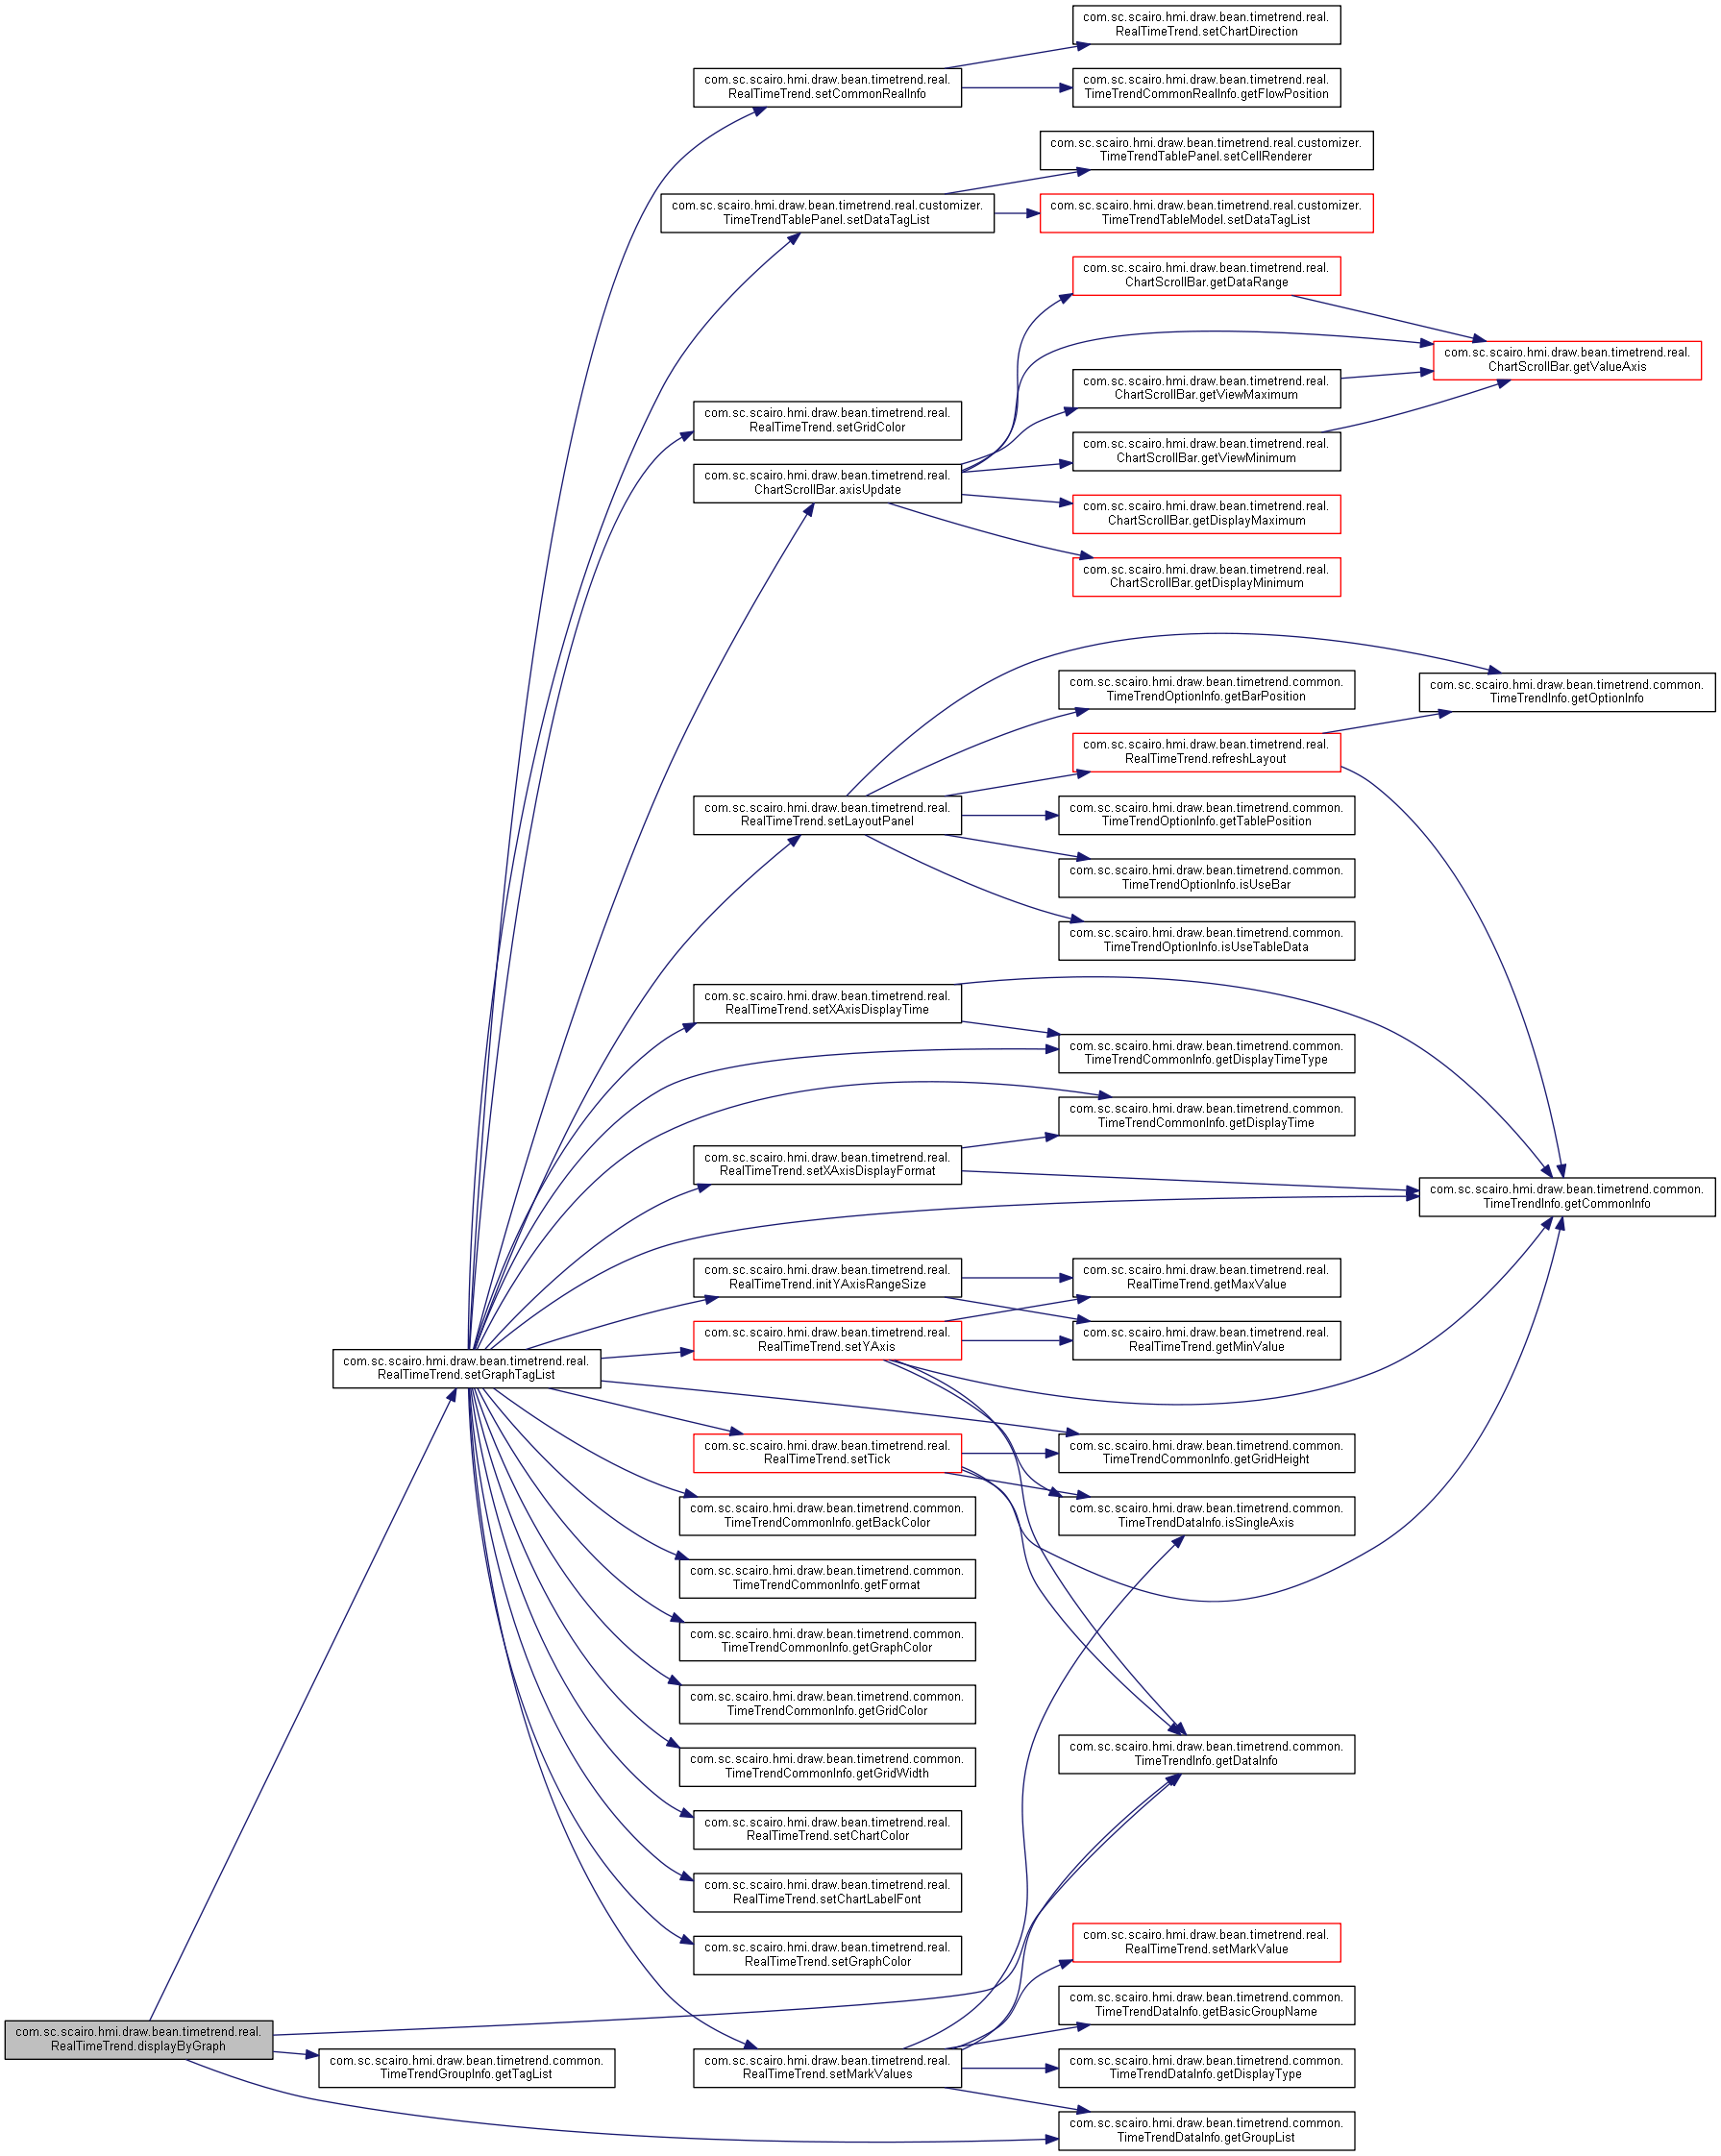 com.sc.scairo.hmi.draw.bean.timetrend.real.
RealTimeTrend.setChartDirection
com.sc.scairo.hmi.draw.bean.timetrend.real.
RealTimeTrend.setCommonRealInfo
com.sc.scairo.hmi.draw.bean.timetrend.real.
TimeTrendCommonRealInfo.getFlowPosition
com.sc.scairo.hmi.draw.bean.timetrend.real.customizer.
TimeTrendTablePanel.setCellRenderer
com.sc.scairo.hmi.draw.bean.timetrend.real.customizer.
TimeTrendTablePanel.setDataTagList
com.sc.scairo.hmi.draw.bean.timetrend.real.customizer.
TimeTrendTableModel.setDataTagList
com.sc.scairo.hmi.draw.bean.timetrend.real.
ChartScrollBar.getDataRange
com.sc.scairo.hmi.draw.bean.timetrend.real.
ChartScrollBar.getValueAxis
com.sc.scairo.hmi.draw.bean.timetrend.real.
ChartScrollBar.getViewMaximum
com.sc.scairo.hmi.draw.bean.timetrend.real.
RealTimeTrend.setGridColor
com.sc.scairo.hmi.draw.bean.timetrend.real.
ChartScrollBar.getViewMinimum
com.sc.scairo.hmi.draw.bean.timetrend.real.
ChartScrollBar.axisUpdate
com.sc.scairo.hmi.draw.bean.timetrend.real.
ChartScrollBar.getDisplayMaximum
com.sc.scairo.hmi.draw.bean.timetrend.real.
ChartScrollBar.getDisplayMinimum
com.sc.scairo.hmi.draw.bean.timetrend.common.
TimeTrendOptionInfo.getBarPosition
com.sc.scairo.hmi.draw.bean.timetrend.common.
TimeTrendInfo.getOptionInfo
com.sc.scairo.hmi.draw.bean.timetrend.real.
RealTimeTrend.refreshLayout
com.sc.scairo.hmi.draw.bean.timetrend.real.
RealTimeTrend.setLayoutPanel
com.sc.scairo.hmi.draw.bean.timetrend.common.
TimeTrendOptionInfo.getTablePosition
com.sc.scairo.hmi.draw.bean.timetrend.common.
TimeTrendOptionInfo.isUseBar
com.sc.scairo.hmi.draw.bean.timetrend.common.
TimeTrendOptionInfo.isUseTableData
com.sc.scairo.hmi.draw.bean.timetrend.real.
RealTimeTrend.setXAxisDisplayTime
com.sc.scairo.hmi.draw.bean.timetrend.common.
TimeTrendCommonInfo.getDisplayTimeType
com.sc.scairo.hmi.draw.bean.timetrend.common.
TimeTrendCommonInfo.getDisplayTime
com.sc.scairo.hmi.draw.bean.timetrend.real.
RealTimeTrend.setXAxisDisplayFormat
com.sc.scairo.hmi.draw.bean.timetrend.common.
TimeTrendInfo.getCommonInfo
com.sc.scairo.hmi.draw.bean.timetrend.real.
RealTimeTrend.initYAxisRangeSize
com.sc.scairo.hmi.draw.bean.timetrend.real.
RealTimeTrend.getMaxValue
com.sc.scairo.hmi.draw.bean.timetrend.real.
RealTimeTrend.setYAxis
com.sc.scairo.hmi.draw.bean.timetrend.real.
RealTimeTrend.getMinValue
com.sc.scairo.hmi.draw.bean.timetrend.real.
RealTimeTrend.setGraphTagList
com.sc.scairo.hmi.draw.bean.timetrend.real.
RealTimeTrend.setTick
com.sc.scairo.hmi.draw.bean.timetrend.common.
TimeTrendCommonInfo.getGridHeight
com.sc.scairo.hmi.draw.bean.timetrend.common.
TimeTrendCommonInfo.getBackColor
com.sc.scairo.hmi.draw.bean.timetrend.common.
TimeTrendDataInfo.isSingleAxis
com.sc.scairo.hmi.draw.bean.timetrend.common.
TimeTrendCommonInfo.getFormat
com.sc.scairo.hmi.draw.bean.timetrend.common.
TimeTrendCommonInfo.getGraphColor
com.sc.scairo.hmi.draw.bean.timetrend.common.
TimeTrendCommonInfo.getGridColor
com.sc.scairo.hmi.draw.bean.timetrend.common.
TimeTrendInfo.getDataInfo
com.sc.scairo.hmi.draw.bean.timetrend.common.
TimeTrendCommonInfo.getGridWidth
com.sc.scairo.hmi.draw.bean.timetrend.real.
RealTimeTrend.setChartColor
com.sc.scairo.hmi.draw.bean.timetrend.real.
RealTimeTrend.setChartLabelFont
com.sc.scairo.hmi.draw.bean.timetrend.real.
RealTimeTrend.setGraphColor
com.sc.scairo.hmi.draw.bean.timetrend.real.
RealTimeTrend.setMarkValue
com.sc.scairo.hmi.draw.bean.timetrend.common.
TimeTrendDataInfo.getBasicGroupName
com.sc.scairo.hmi.draw.bean.timetrend.real.
RealTimeTrend.displayByGraph
com.sc.scairo.hmi.draw.bean.timetrend.common.
TimeTrendGroupInfo.getTagList
com.sc.scairo.hmi.draw.bean.timetrend.real.
RealTimeTrend.setMarkValues
com.sc.scairo.hmi.draw.bean.timetrend.common.
TimeTrendDataInfo.getDisplayType
com.sc.scairo.hmi.draw.bean.timetrend.common.
TimeTrendDataInfo.getGroupList